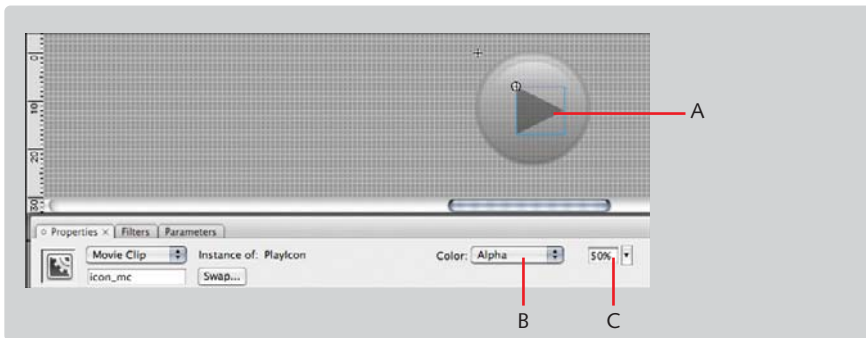 0
10
A
20
30
Properties × Filters Parameters
Movie Clip Instance of: PlayIcon Color: Alpha 50%
icon_mc Swap...
B C